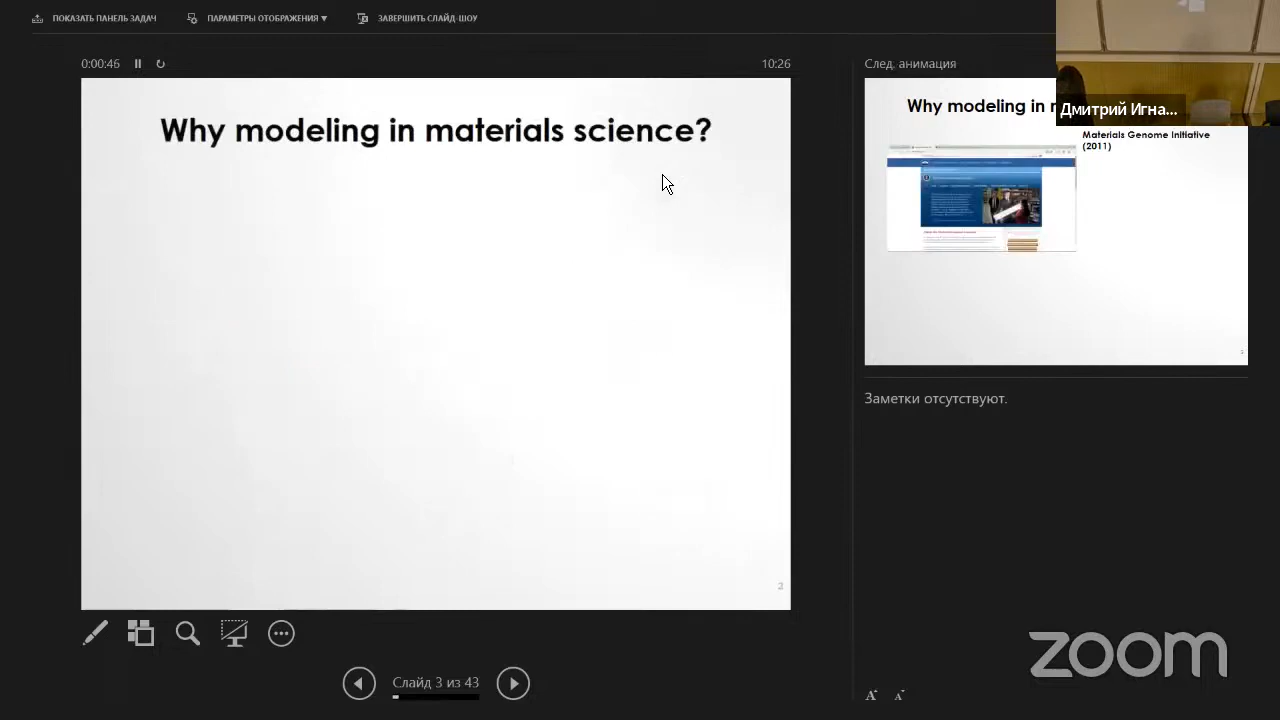 ПОКАЗАТЬ ПАНЕЛЬ ЗАДАЧ
ПАРАМЕТРЫ ОТОБРАЖЕНИЯ ▼
ЗАВЕРШИТЬ СЛАЙД-ШОУ
0:00:46
10:26
Why modeling in materials science?
2
След. анимация
Why modeling in
Дмитрий Игна...
Materials Genome Initiative
(2011)
Заметки отсутствуют.
Слайд 3 из 43
zoom
A A